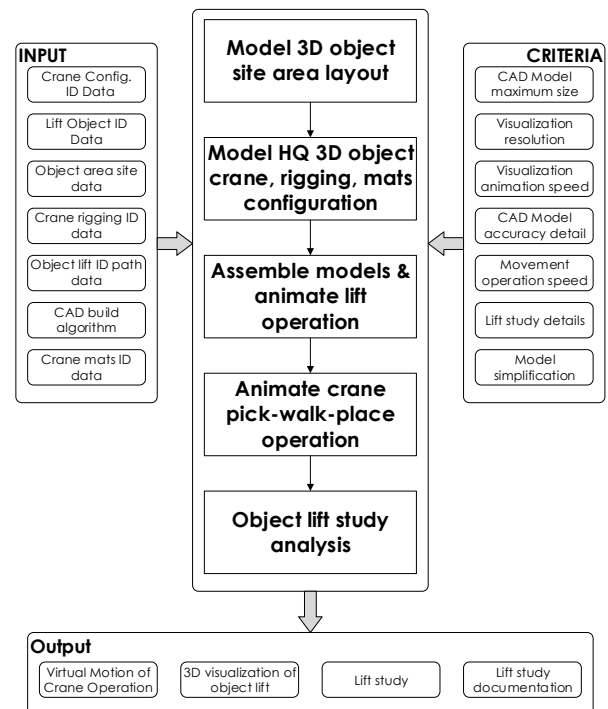 INPUT
Crane Config.
ID Data
Lift Object ID
Data
Object area site
data
Crane rigging ID
data
Object lift ID path
data
CAD build
algorithm
Crane mats ID
data
Model 3D object
site area layout
Model HQ 3D object
crane, rigging, mats
configuration
Assemble models &
animate lift
operation
Animate crane
pick-walk-place
operation
Object lift study
analysis
CRITERIA
CAD Model
maximum size
Visualization
resolution
Visualization
animation speed
CAD Model
accuracy detail
Movement
operation speed
Lift study details
Model
simplification
Output
Virtual Motion of
Crane Operation
3D visualization of
object lift
Lift study
Lift study
documentation